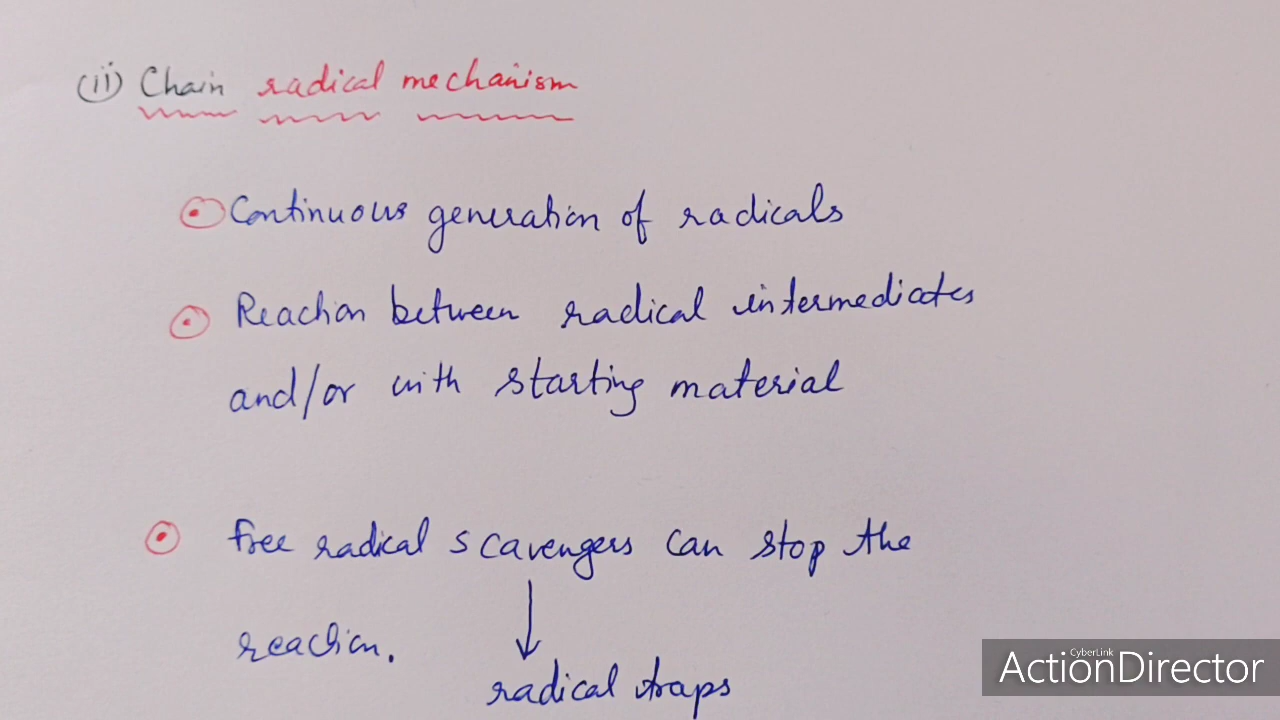 (ii) Chain radical mechanism
Continuous generation of radicals
Reaction between radical intermediates
and/or with starting material
free radical scavengers can stop the
reaction.
radical traps
CyberLink
ActionDirector